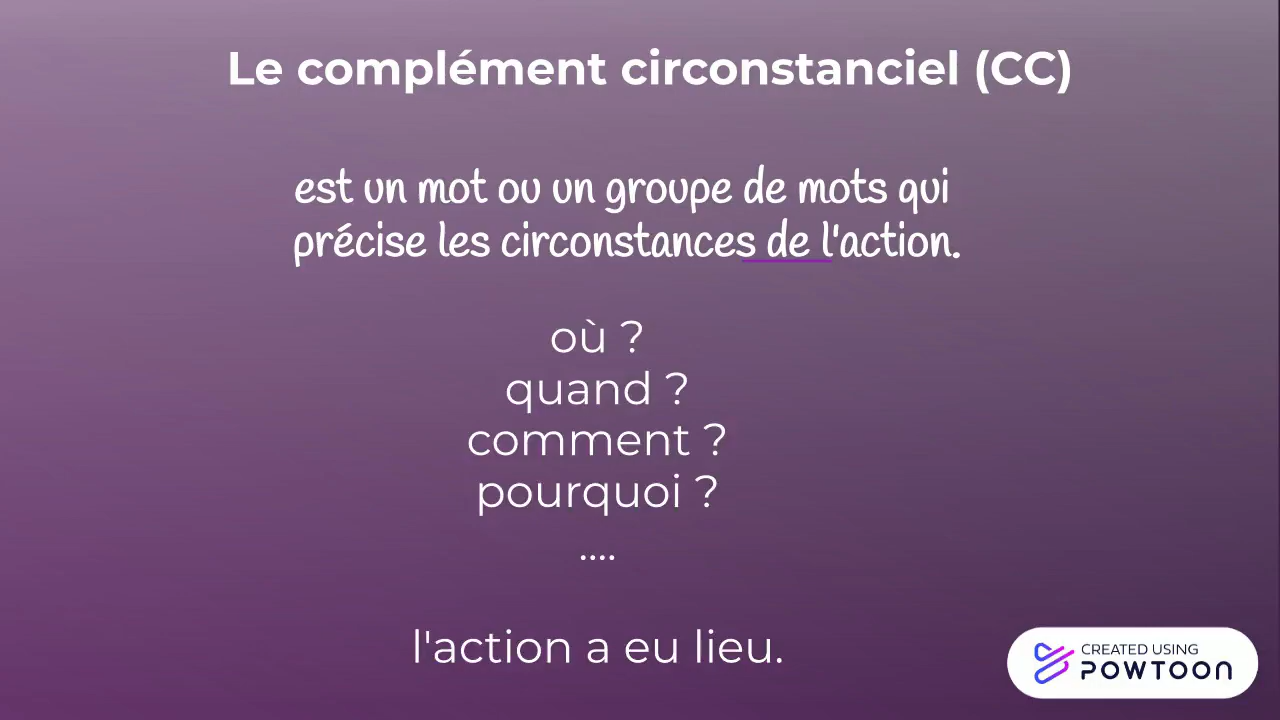 Le complément circonstanciel (CC)
est un mot ou un groupe de mots qui
précise les circonstances de l'action.
où ?
quand ?
comment ?
pourquoi ?
....
l'action a eu lieu.
CREATED USING
POWTOON